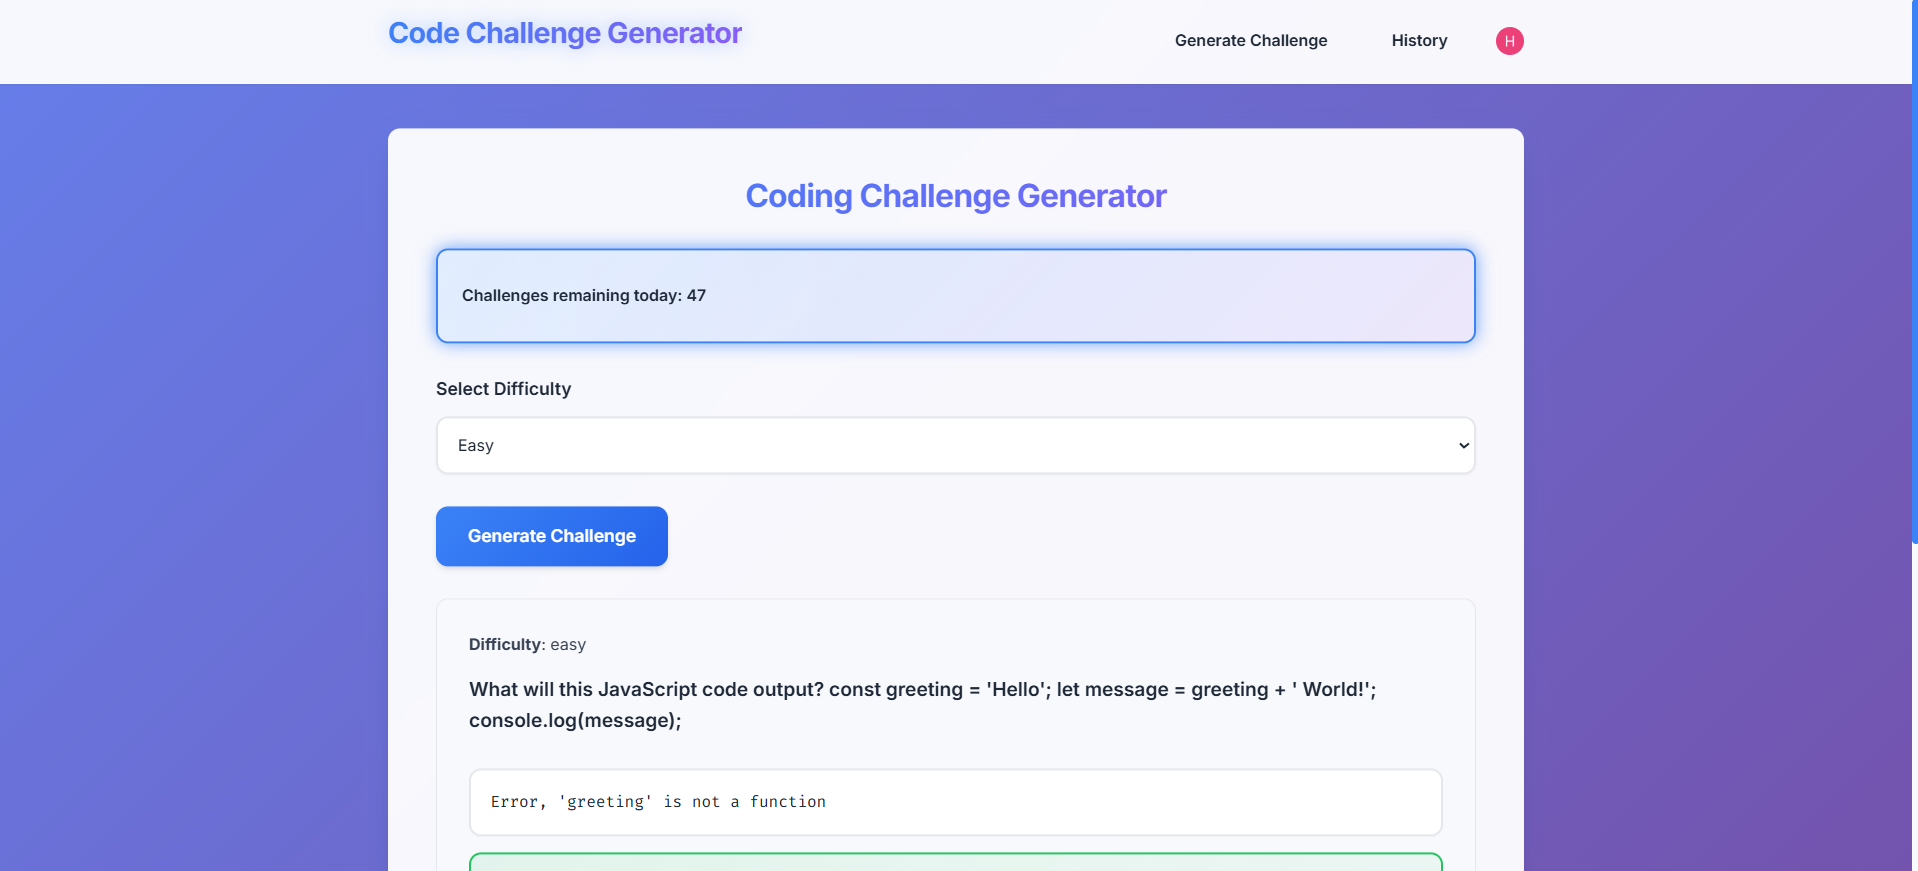 Code Challenge Generator
Generate Challenge
History
H
Coding Challenge Generator
Challenges remaining today: 47
Select Difficulty
Easy
Generate Challenge
Difficulty: easy
What will this JavaScript code output? const greeting = 'Hello'; let message = greeting + ' World!';
console.log(message);
Error, 'greeting' is not a function